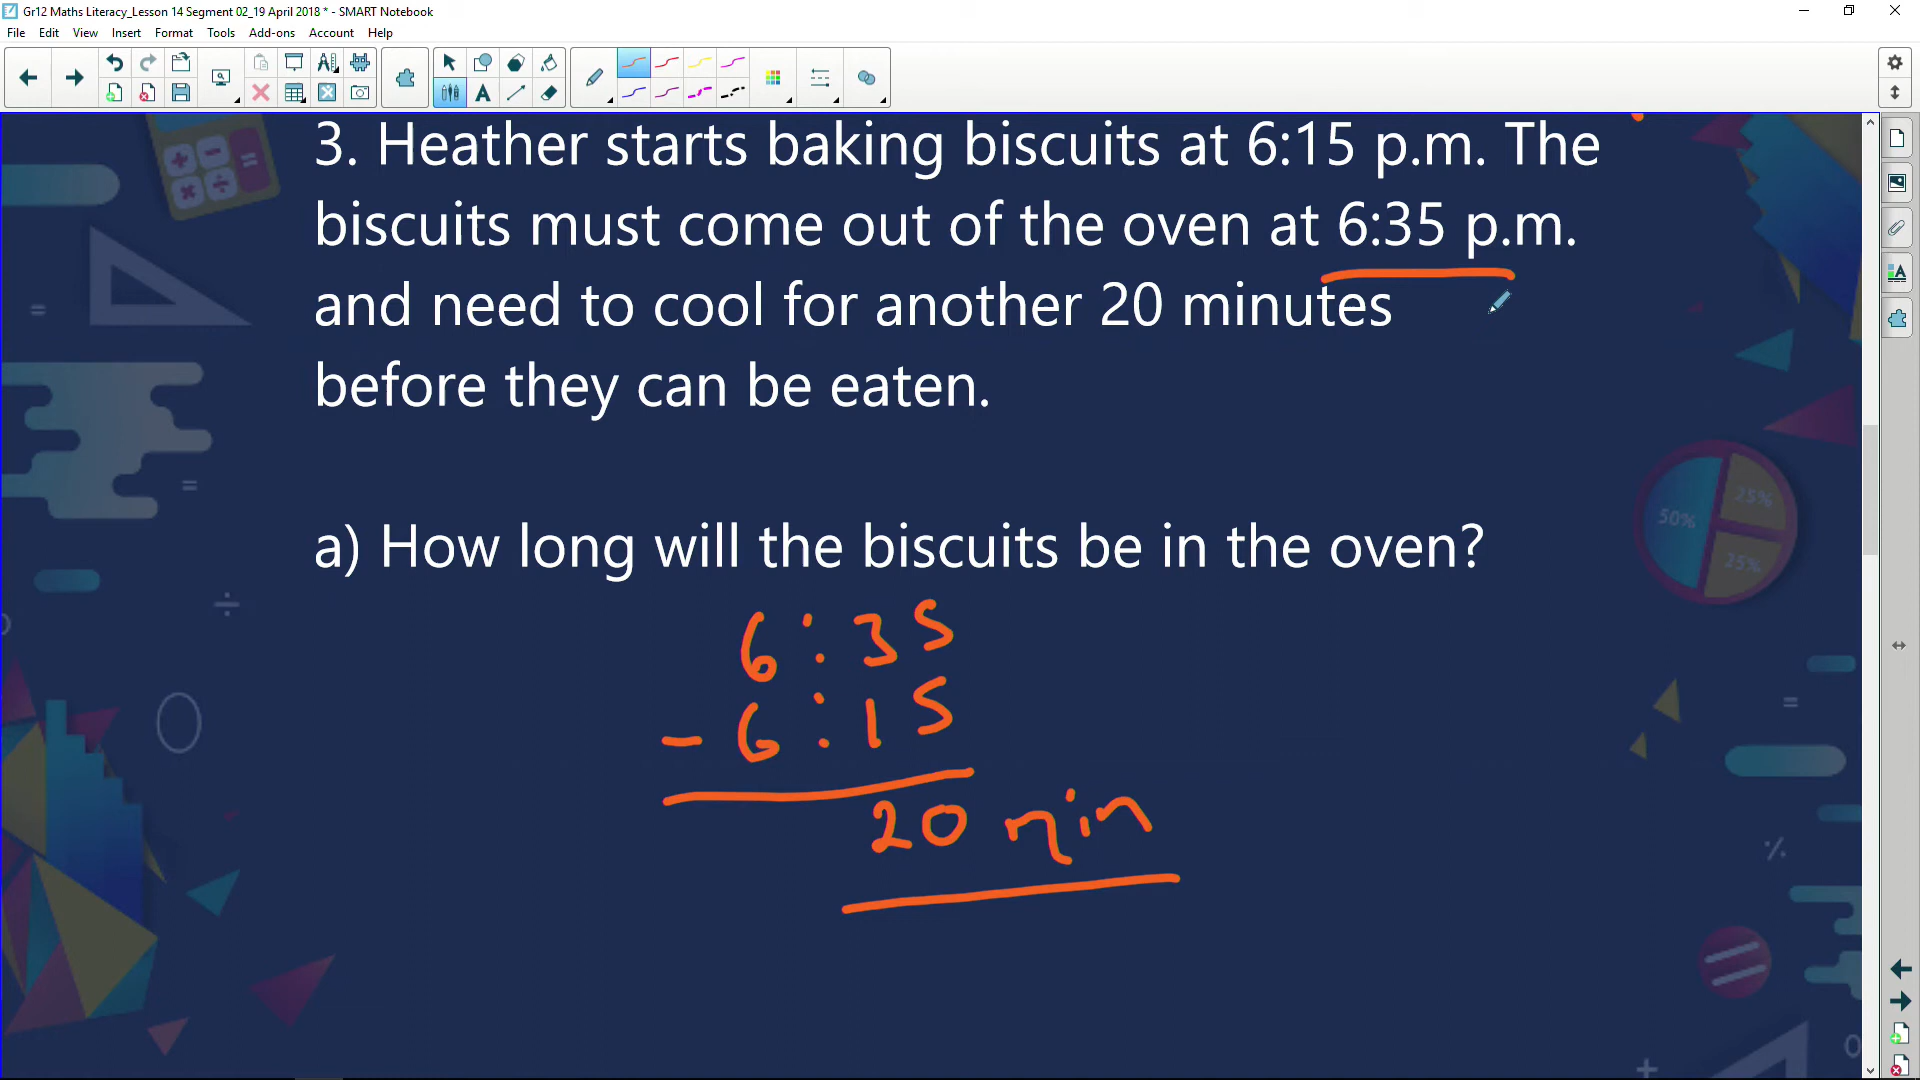 Gr12 Maths Literacy_Lesson 14 Segment 02_19 April 2018 * - SMART Notebook
File Edit View Insert Format Tools Add-ons Account Help
3. Heather starts baking biscuits at 6:15 p.m. The
biscuits must come out of the oven at 6:35 p.m.
and need to cool for another 20 minutes
before they can be eaten.
a) How long will the biscuits be in the oven?
6:35
- 6:15
20 min
50%
25%
25%